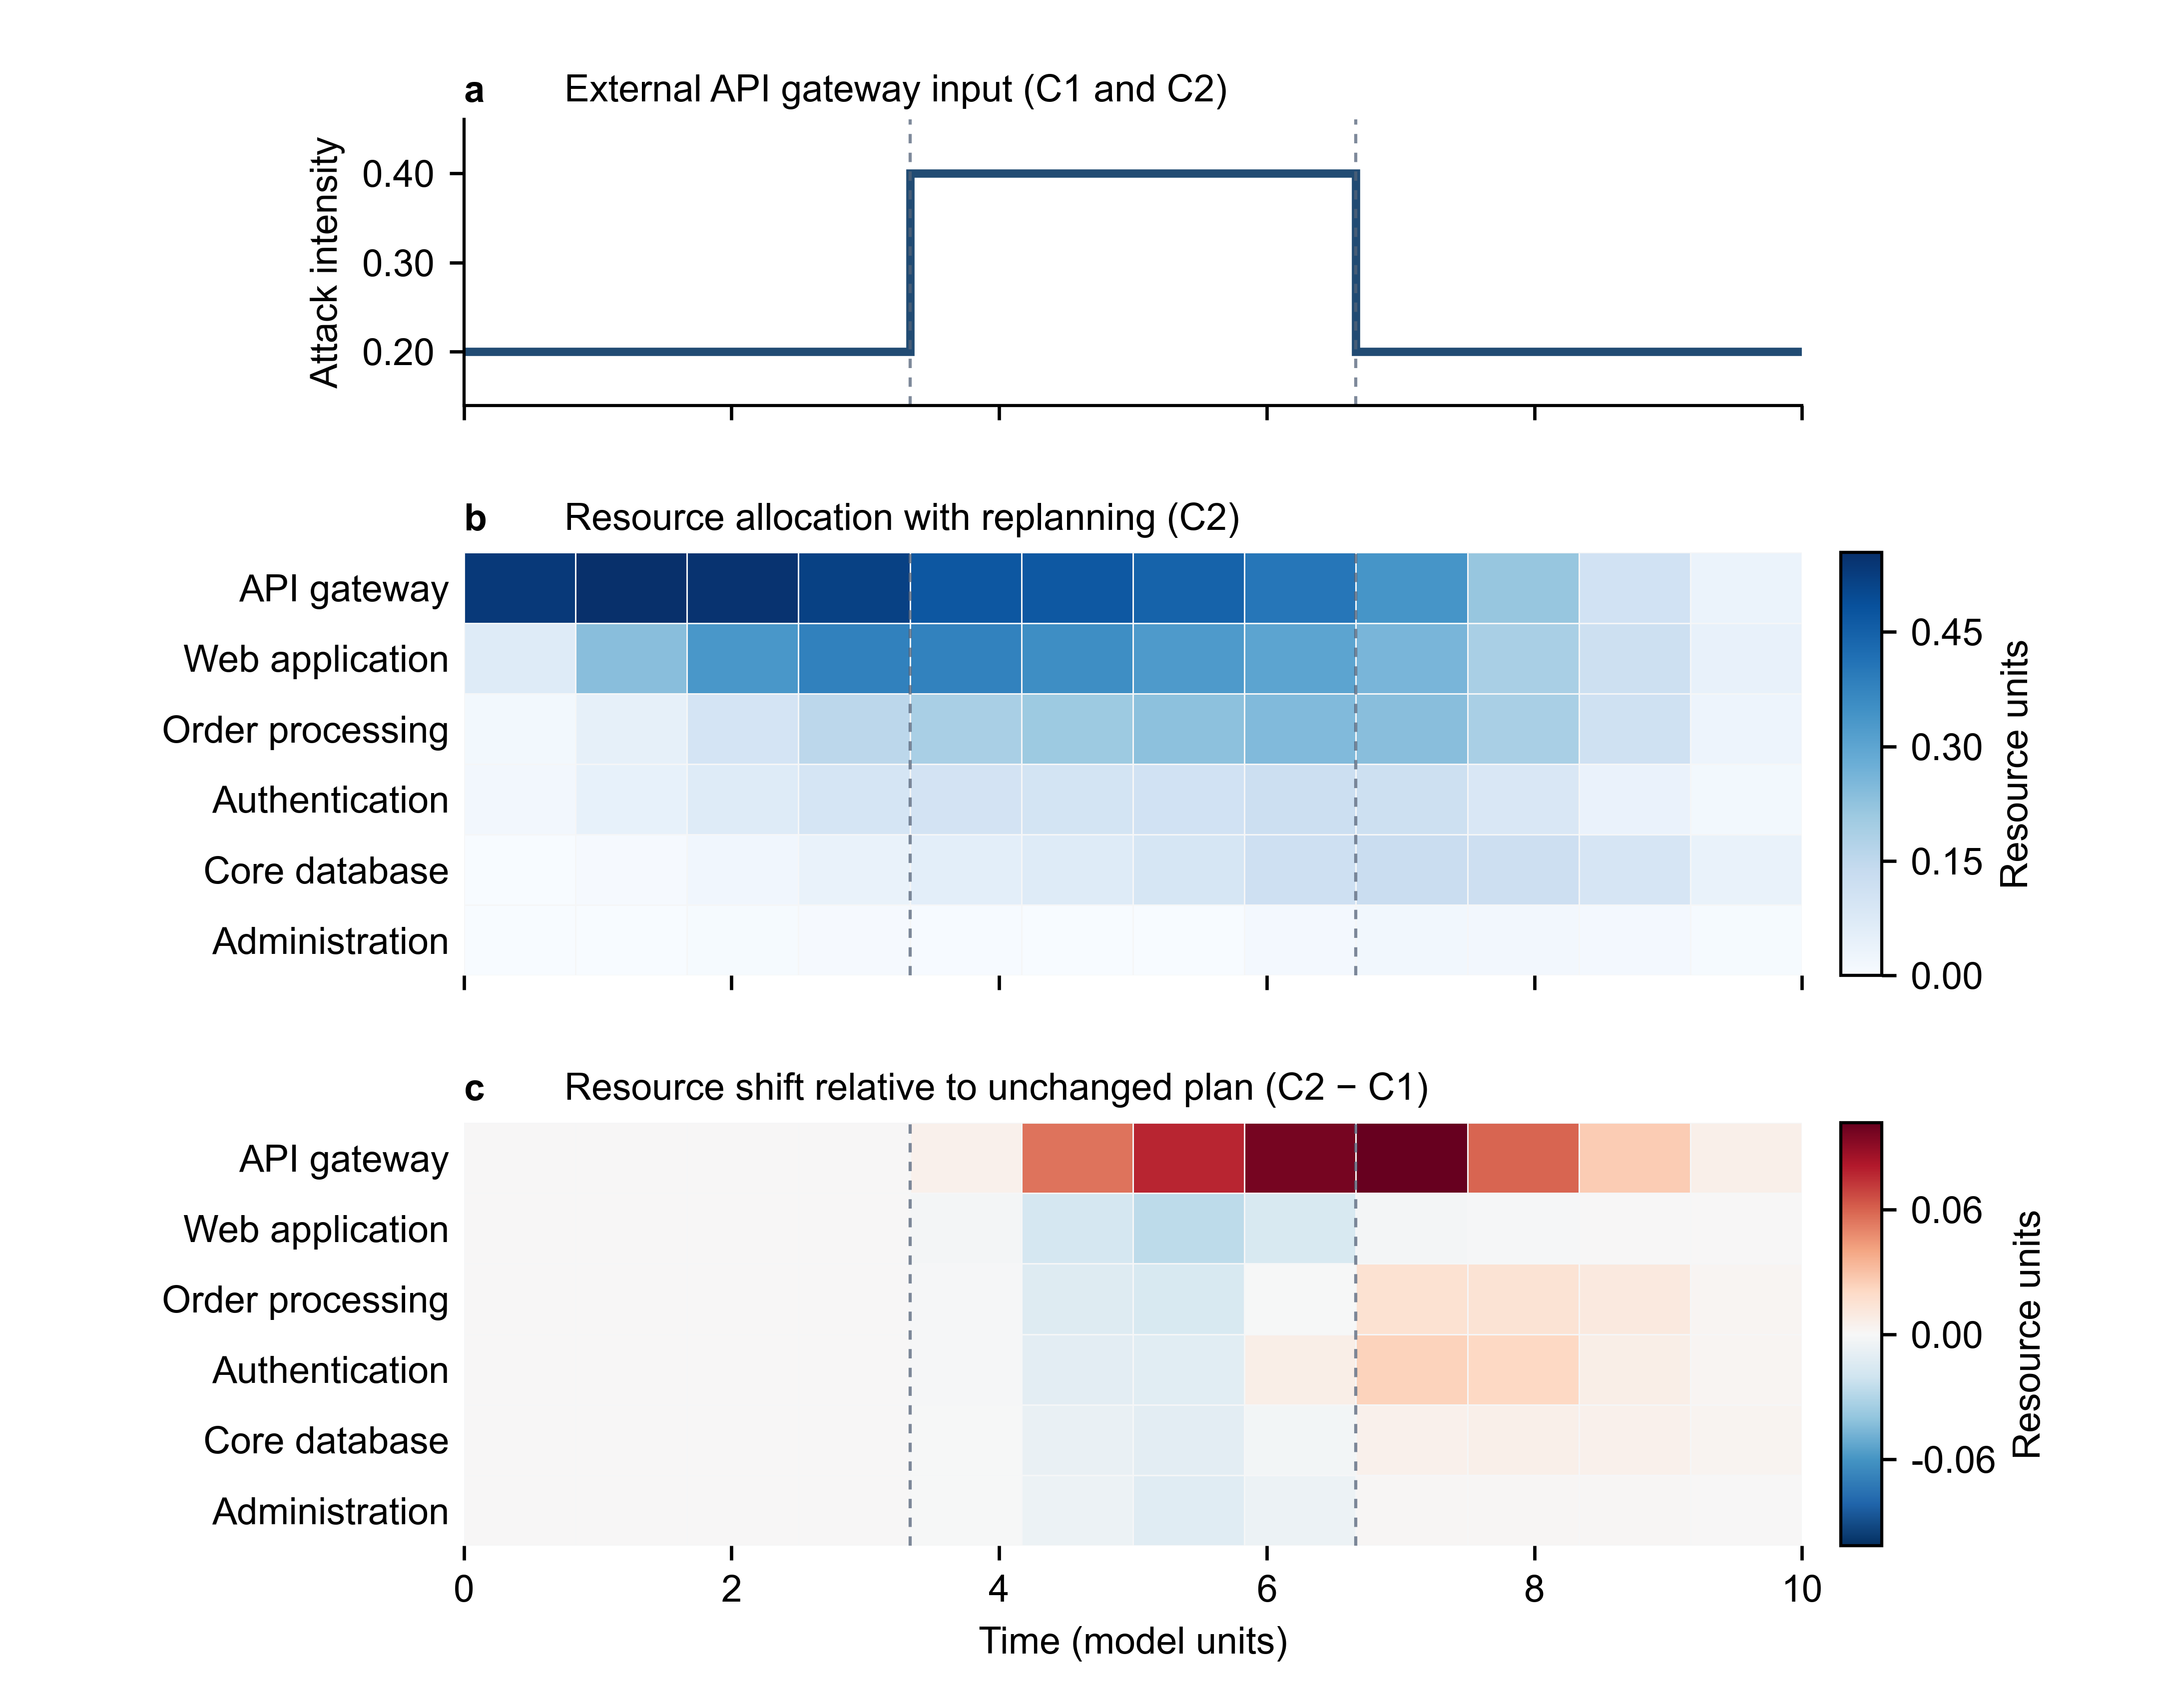 a External API gateway input (C1 and C2)
Attack intensity
0.40
0.30
0.20
b Resource allocation with replanning (C2)
API gateway
Web application
Order processing
Authentication
Core database
Administration
0.45
0.30
0.15
0.00
Resource units
c Resource shift relative to unchanged plan (C2 − C1)
API gateway
Web application
Order processing
Authentication
Core database
Administration
0.06
0.00
-0.06
Resource units
0 2 4 6 8 10
Time (model units)